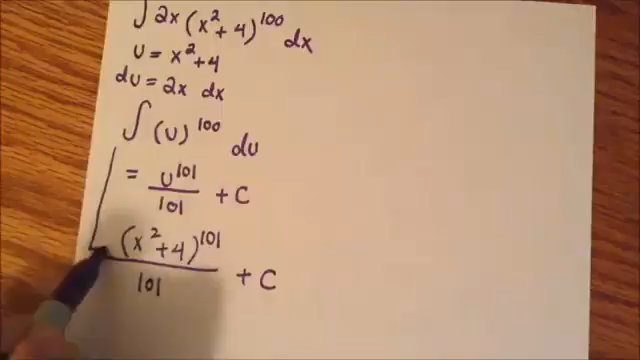 ∫ 2x (x² + 4)¹⁰⁰ dx
u = x² + 4
du = 2x dx
∫ (u)¹⁰⁰ du
= u¹⁰¹/101 + C
(x² + 4)¹⁰¹/101 + C